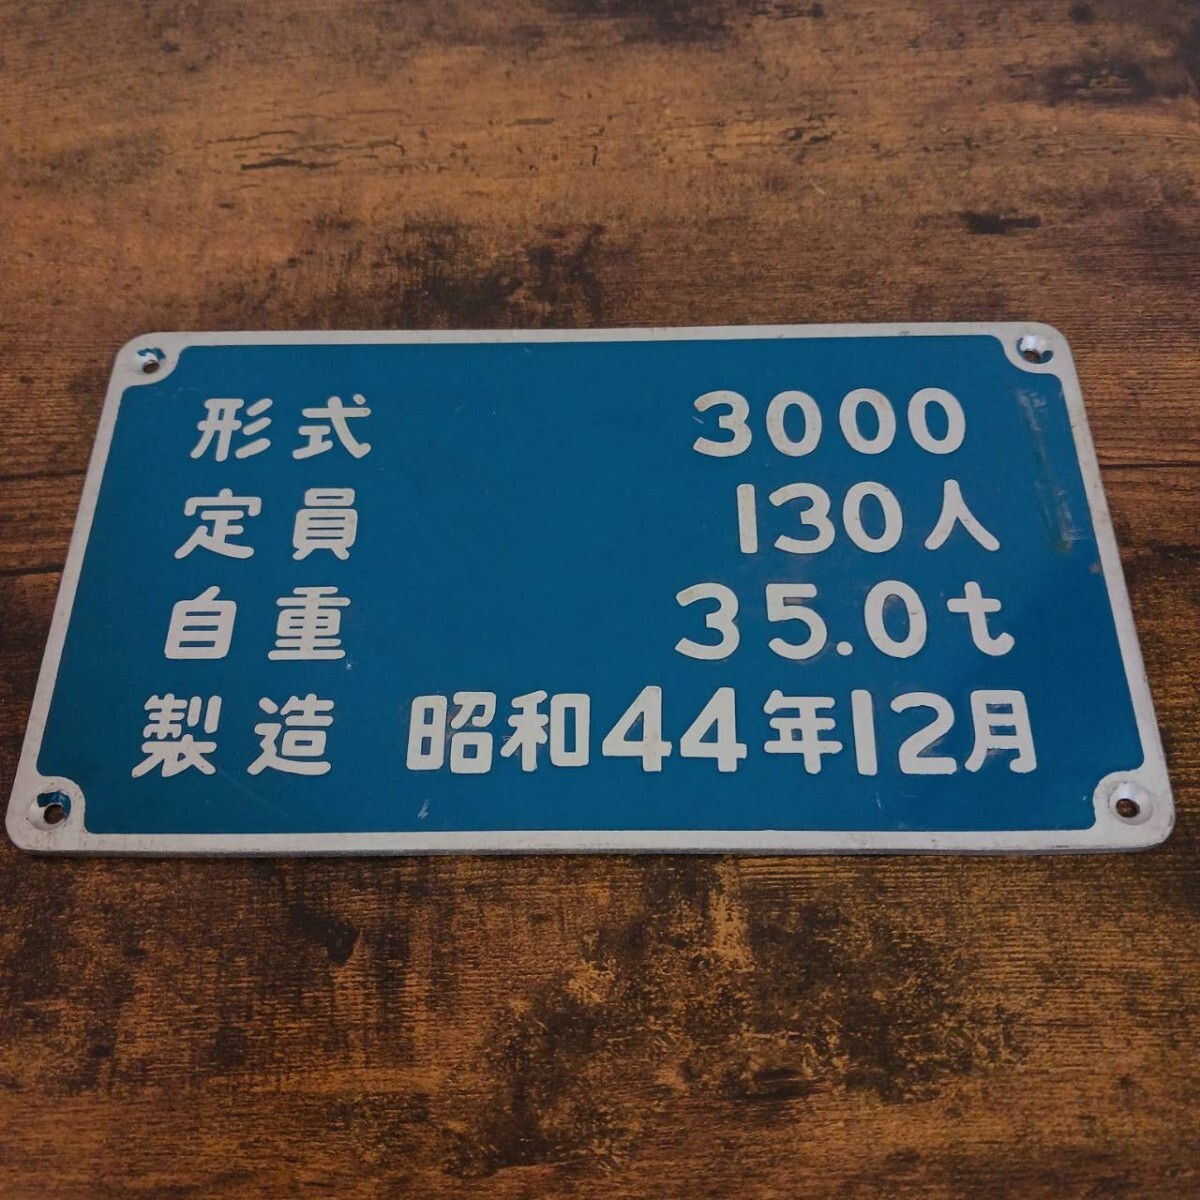 形式 3000
定員 130人
自重 35.0t
製造 昭和44年12月